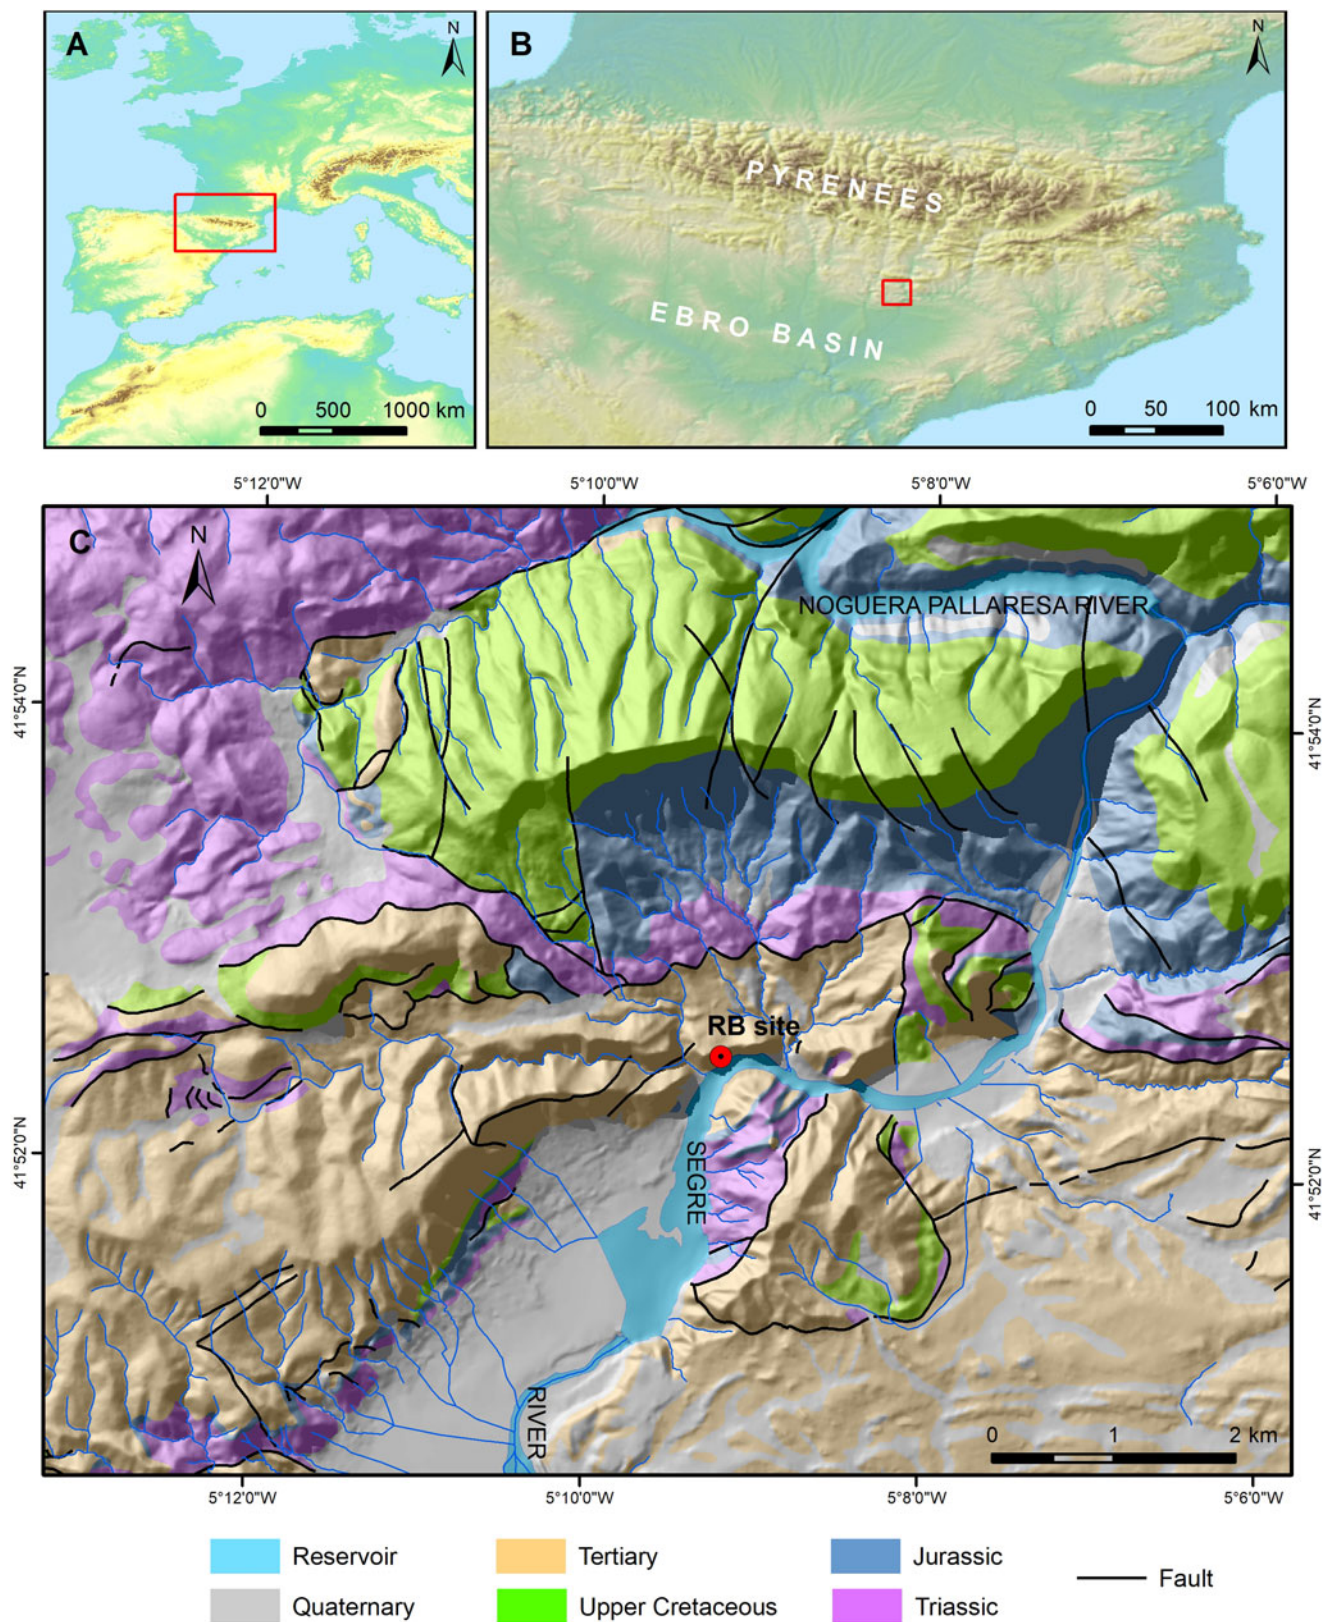 A
N
0 500 1000 km
B
N
PYRENEES
EBRO BASIN
0 50 100 km
5°12'0"W 5°10'0"W 5°8'0"W 5°6'0"W
C
N
NOGUERA PALLARESA RIVER
41°54'0"N
41°54'0"N
RB site
41°52'0"N
41°52'0"N
SEGRE
RIVER
0 1 2 km
5°12'0"W 5°10'0"W 5°8'0"W 5°6'0"W
Reservoir Tertiary Jurassic Fault
Quaternary Upper Cretaceous Triassic